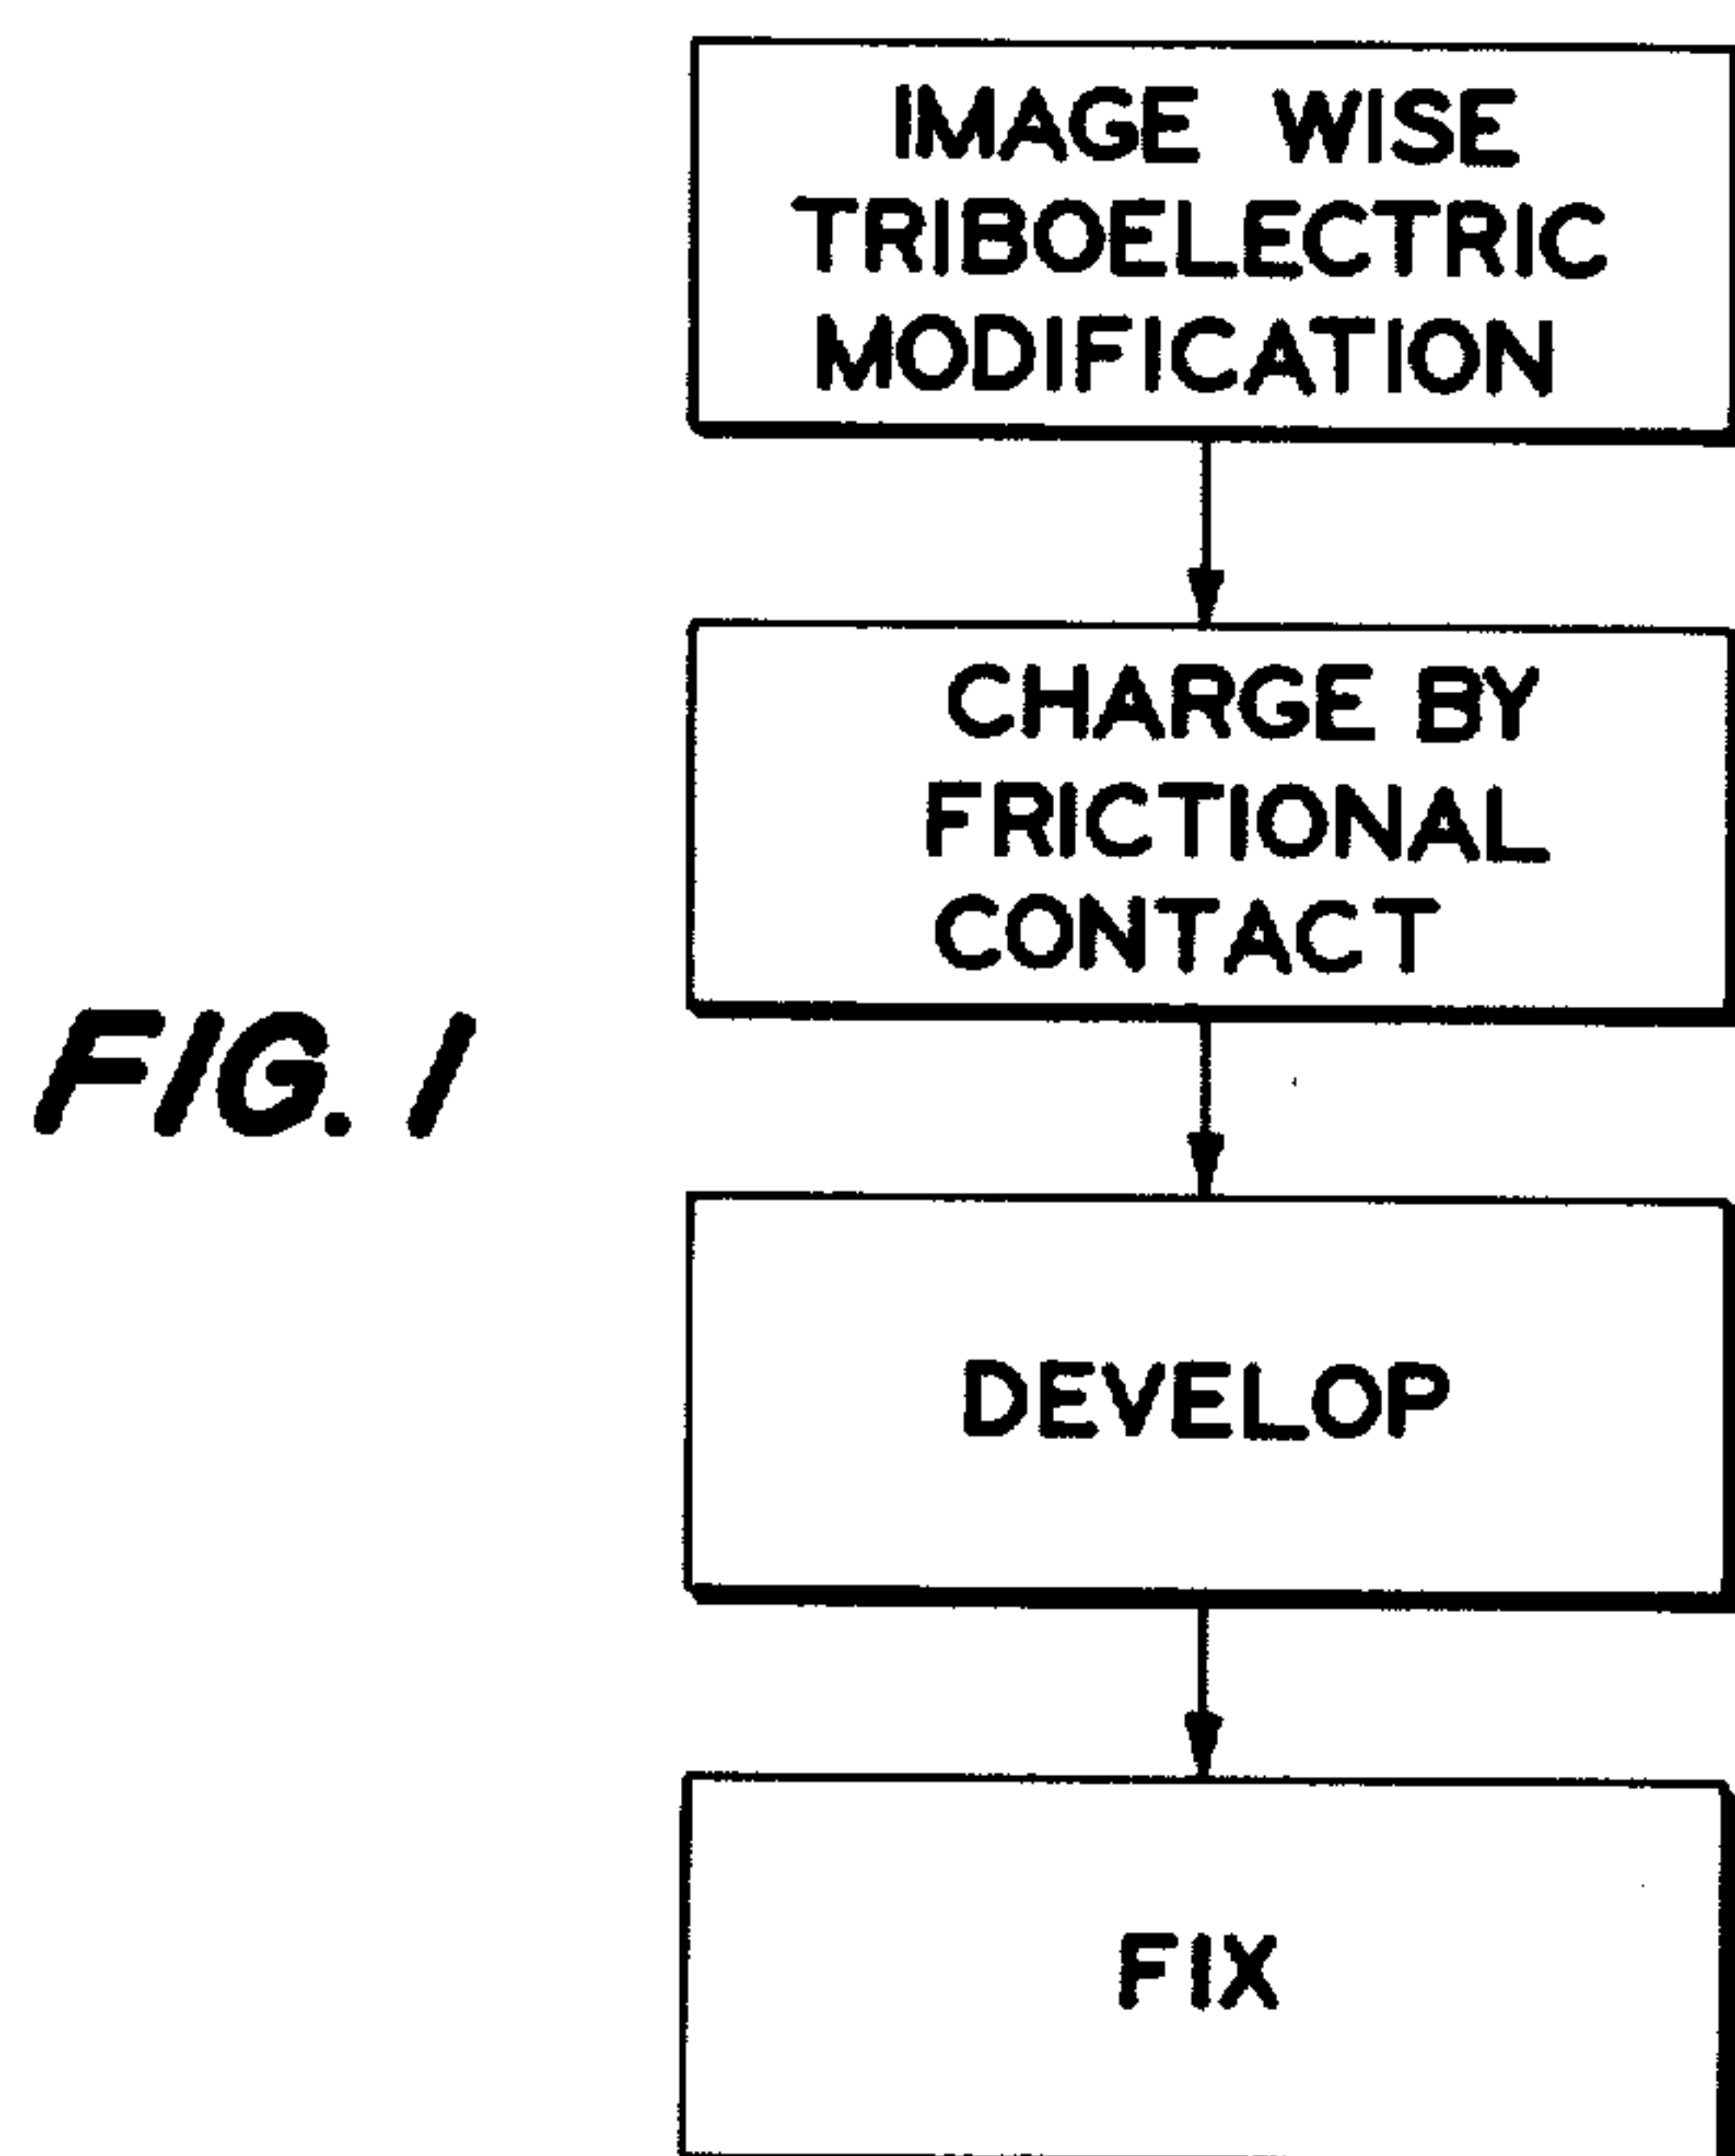 IMAGE WISE
TRIBOELECTRIC
MODIFICATION
CHARGE BY
FRICTIONAL
CONTACT
FIG. 1
DEVELOP
FIX